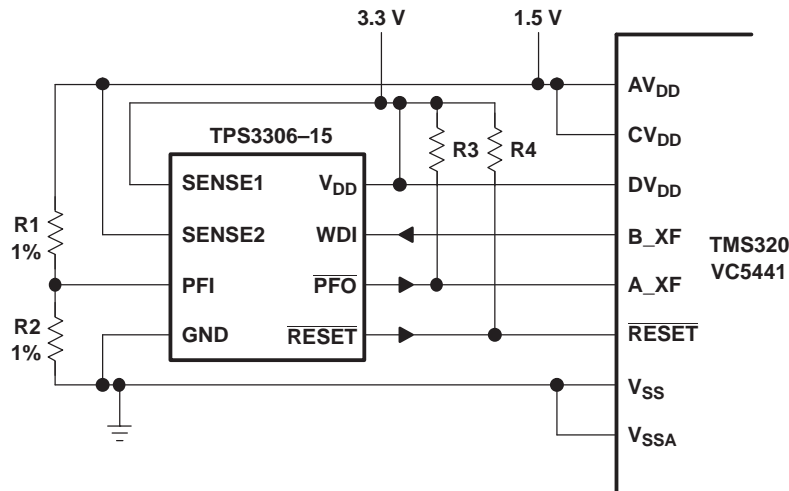 3.3 V
1.5 V
TPS3306–15
SENSE1
SENSE2
PFI
GND
VDD
WDI
PFO
RESET
R1
1%
R2
1%
R3
R4
AVDD
CVDD
DVDD
B_XF
A_XF
RESET
VSS
VSSA
TMS320
VC5441